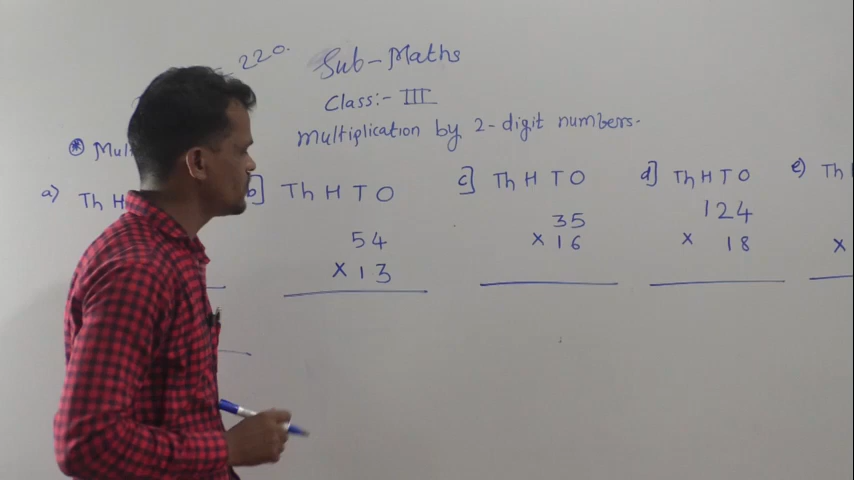 220.
Sub-Maths
Class:- III
Multiplication by 2-digit numbers.
a) Th H
b] Th H T O
54
× 13
c] Th H T O
35
× 16
d] Th H T O
124
× 18
e) Th
×